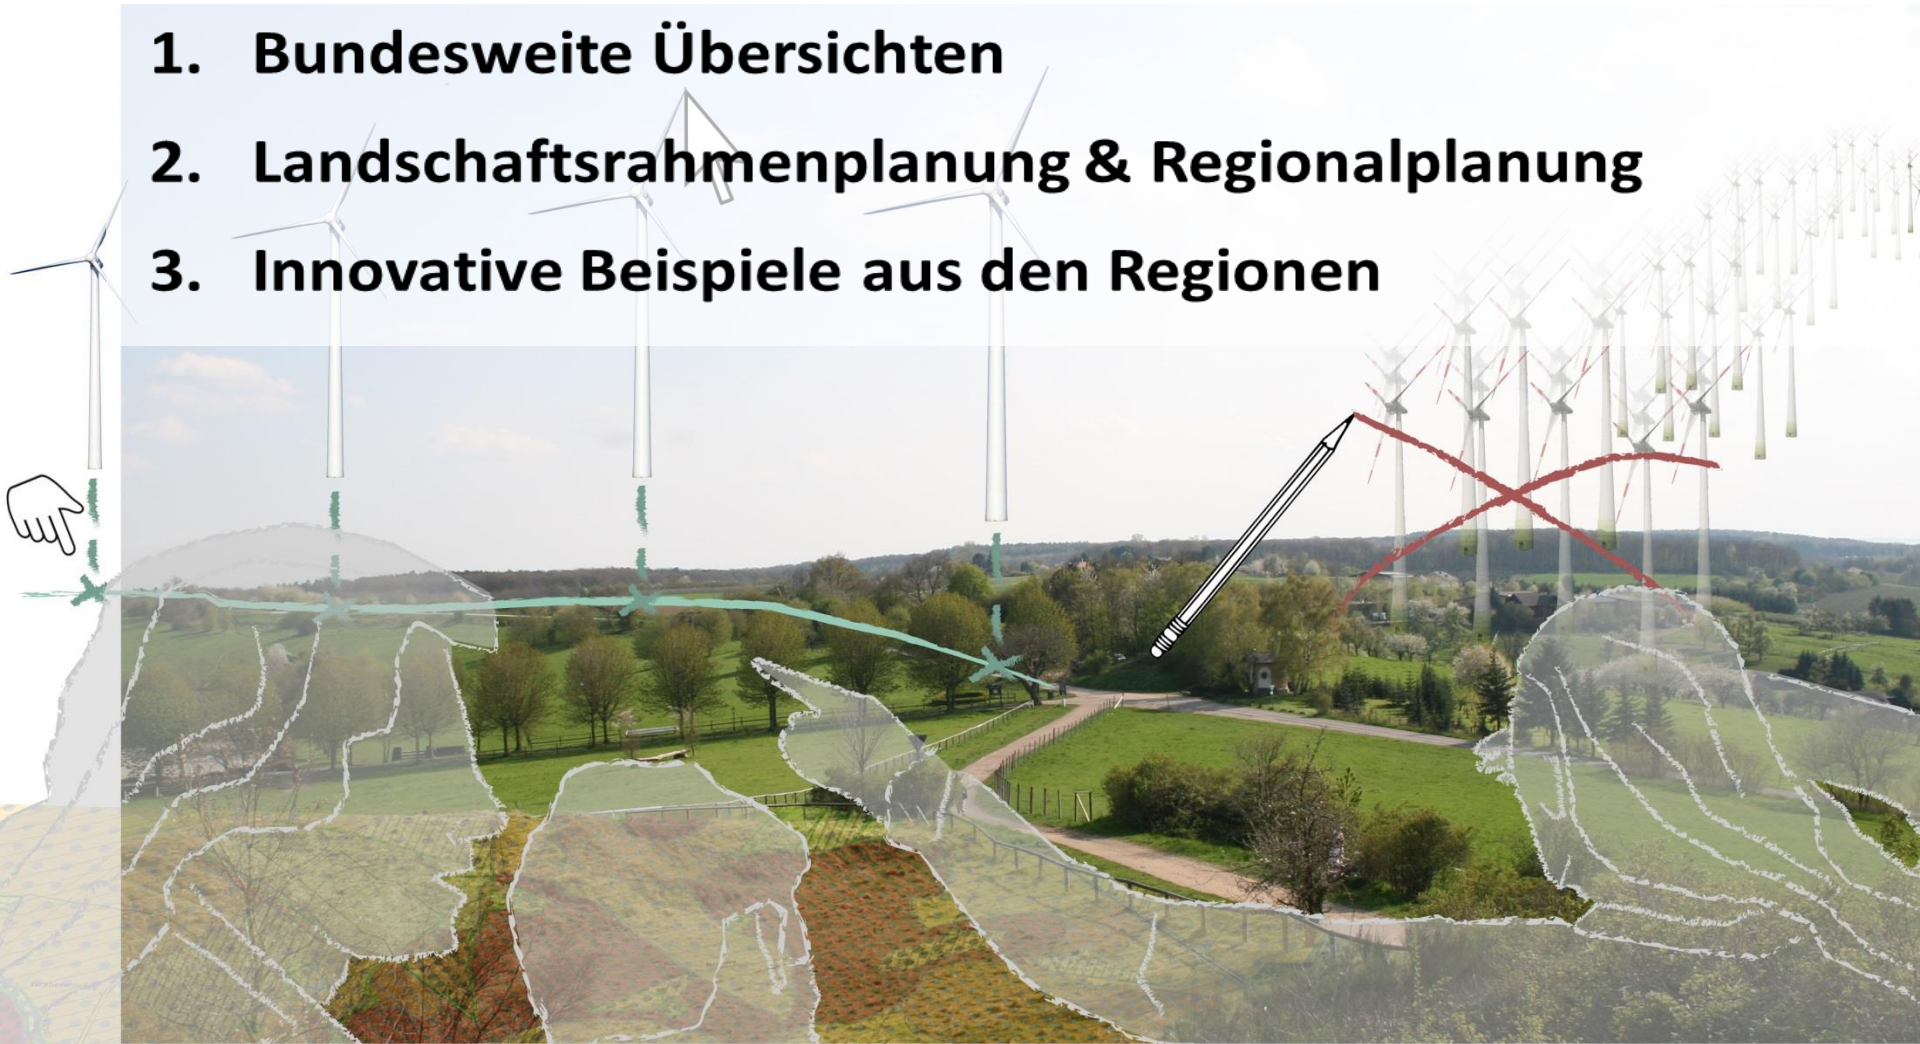 1. Bundesweite Übersichten
2. Landschaftsrahmenplanung & Regionalplanung
3. Innovative Beispiele aus den Regionen